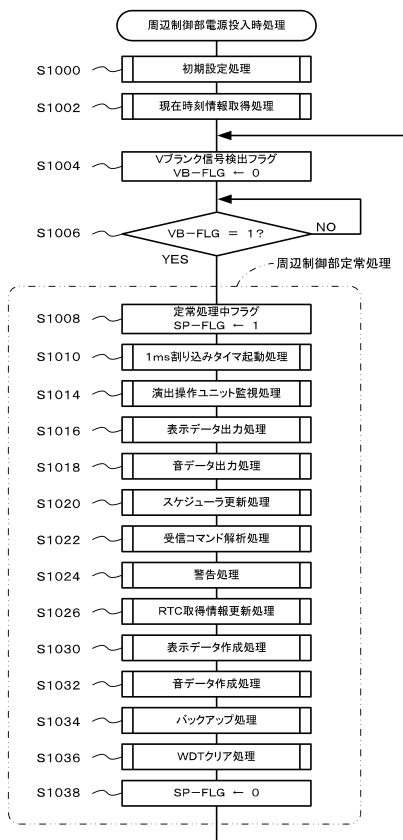 周辺制御部電源投入時処理
S1000 初期設定処理
S1002 現在時刻情報取得処理
S1004 Vブランク信号検出フラグ
VB-FLG ← 0
S1006 VB-FLG = 1? NO
YES
周辺制御部定常処理
S1008 定常処理中フラグ
SP-FLG ← 1
S1010 1ms割り込みタイマ起動処理
S1014 演出操作ユニット監視処理
S1016 表示データ出力処理
S1018 音データ出力処理
S1020 スケジューラ更新処理
S1022 受信コマンド解析処理
S1024 警告処理
S1026 RTC取得情報更新処理
S1030 表示データ作成処理
S1032 音データ作成処理
S1034 バックアップ処理
S1036 WDTクリア処理
S1038 SP-FLG ← 0